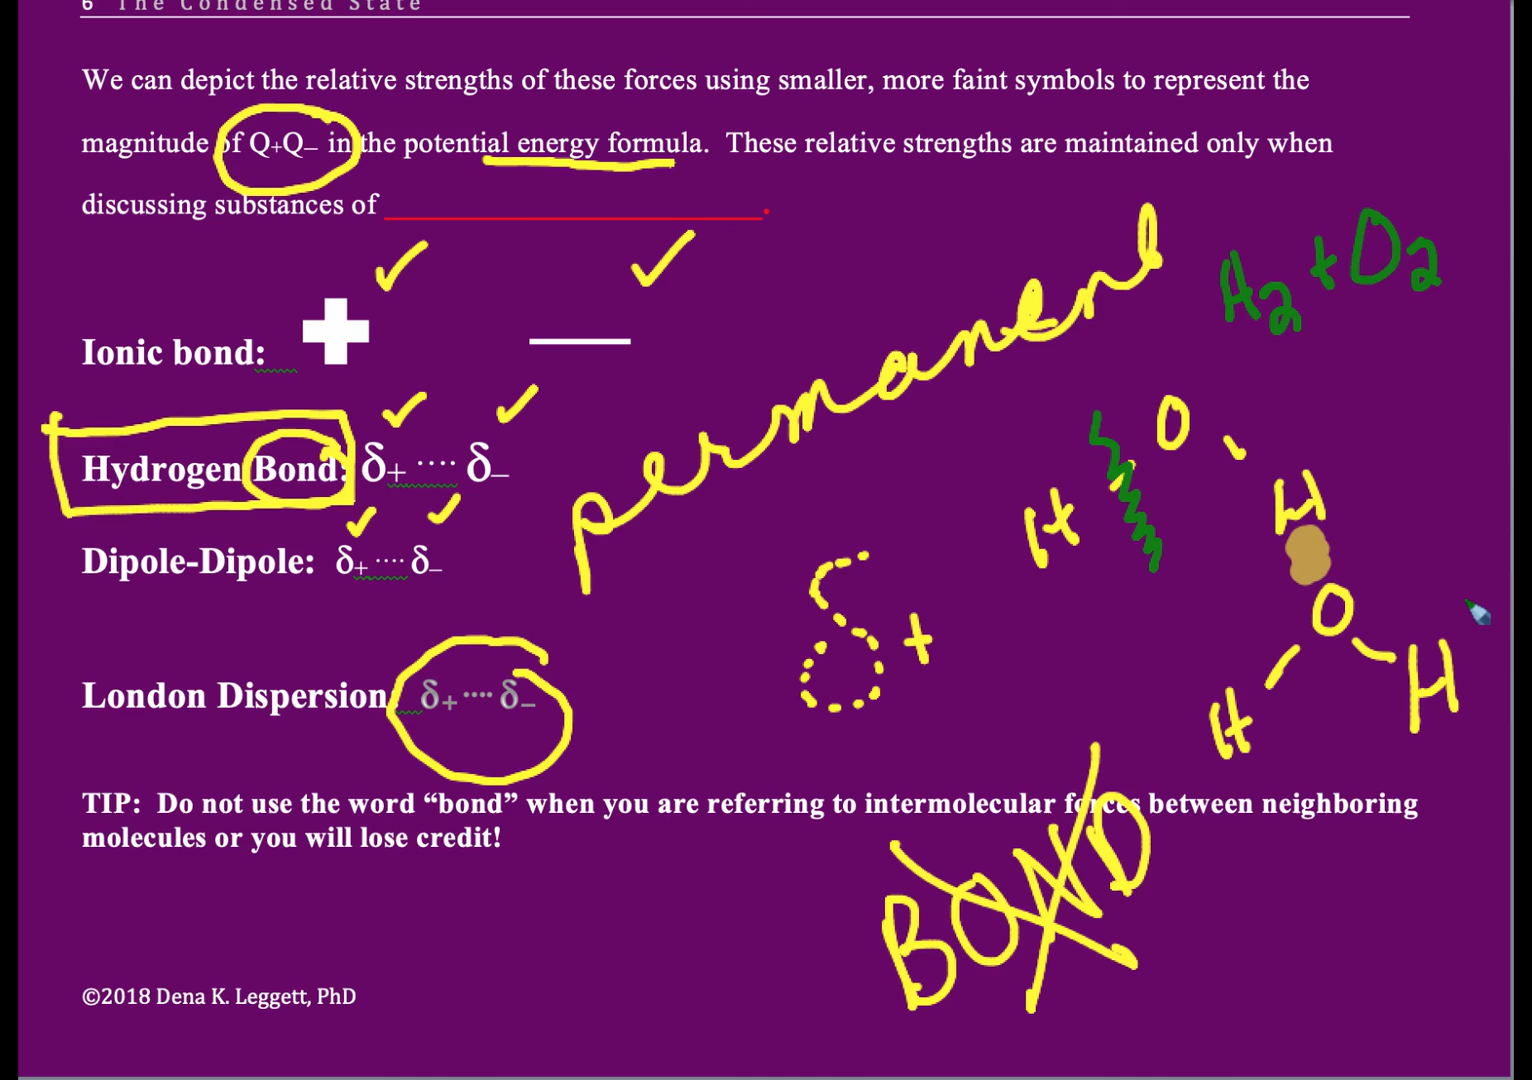 6 The Condensed State
We can depict the relative strengths of these forces using smaller, more faint symbols to represent the
magnitude of Q+Q– in the potential energy formula. These relative strengths are maintained only when
discussing substances of ____________________.
Ionic bond: + —
Hydrogen Bond: δ+ ···· δ–
Dipole-Dipole: δ+ ···· δ–
London Dispersion: δ+ ···· δ–
permanent
H2 + O2
O
H H
O
H H
δ+
TIP: Do not use the word “bond” when you are referring to intermolecular forces between neighboring
molecules or you will lose credit!
BOND
©2018 Dena K. Leggett, PhD